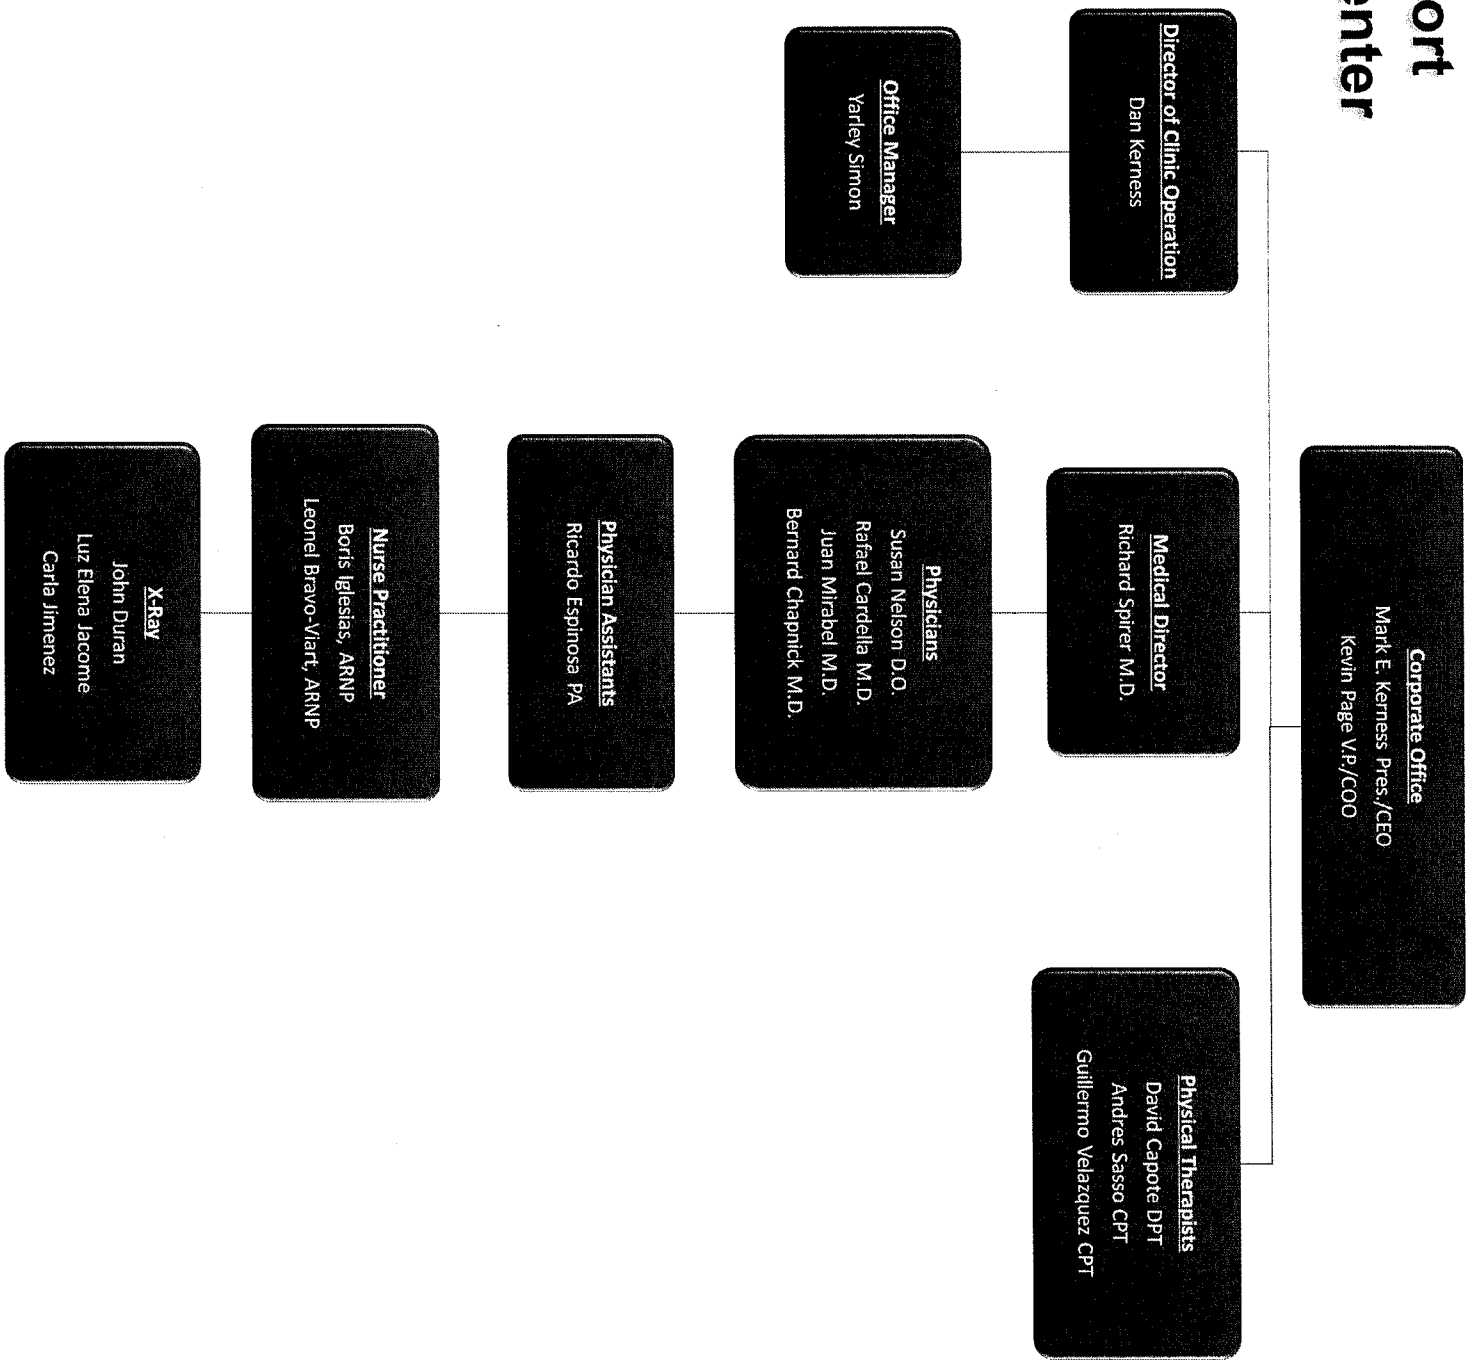 ort
enter
Corporate Office
Mark E. Kerness Pres./CEO
Kevin Page V.P./COO
Director of Clinic Operation
Dan Kerness
Medical Director
Richard Spirer M.D.
Physical Therapists
David Capote DPT
Andres Sasso CPT
Guillermo Velazquez CPT
Office Manager
Yarley Simon
Physicians
Susan Nelson D.O.
Rafael Cardella M.D.
Juan Mirabel M.D.
Bernard Chapnick M.D.
Physician Assistants
Ricardo Espinosa PA
Nurse Practitioner
Boris Iglesias, ARNP
Leonel Bravo-Viart, ARNP
X-Ray
John Duran
Luz Elena Jacome
Carla Jimenez